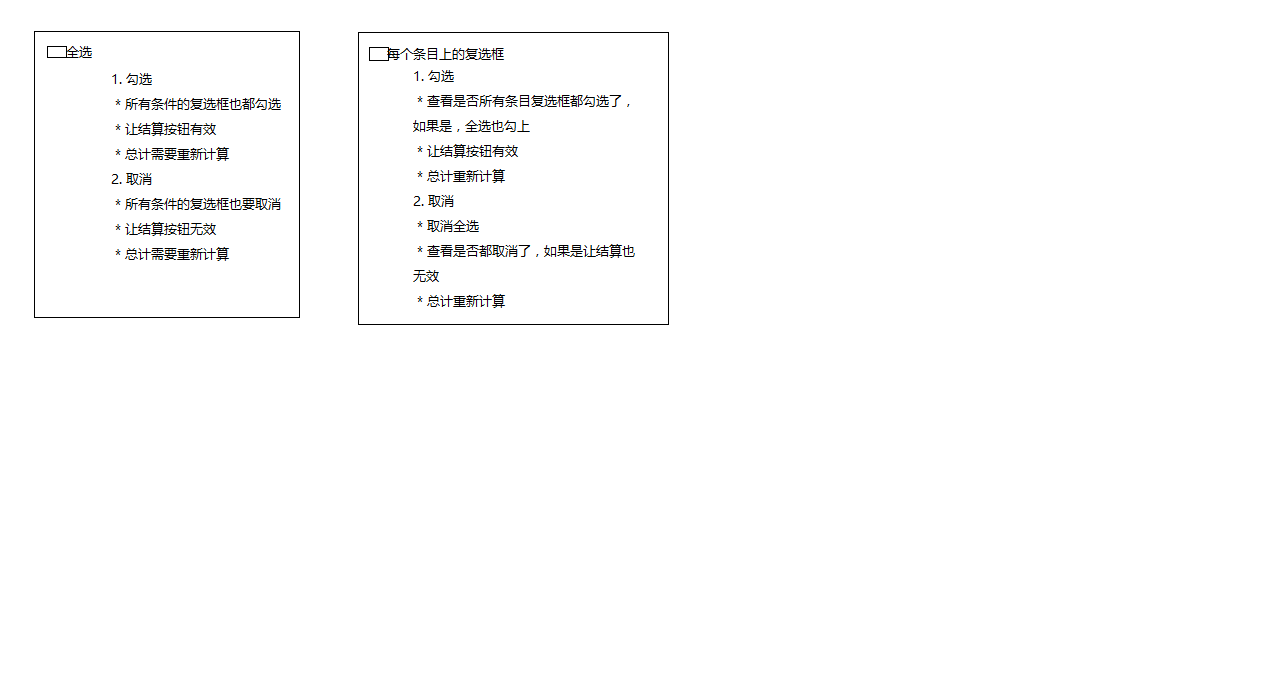 全选
1. 勾选
* 所有条件的复选框也都勾选
* 让结算按钮有效
* 总计需要重新计算
2. 取消
* 所有条件的复选框也要取消
* 让结算按钮无效
* 总计需要重新计算
每个条目上的复选框
1. 勾选
* 查看是否所有条目复选框都勾选了，
如果是，全选也勾上
* 让结算按钮有效
* 总计重新计算
2. 取消
* 取消全选
* 查看是否都取消了，如果是让结算也
无效
* 总计重新计算